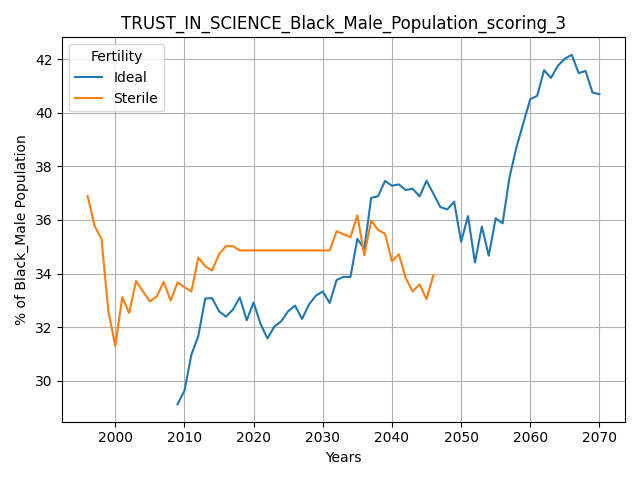 TRUST_IN_SCIENCE_Black_Male_Population_scoring_3
Fertility
Ideal
Sterile
% of Black_Male Population
42
40
38
36
34
32
30
2000
2010
2020
2030
2040
2050
2060
2070
Years